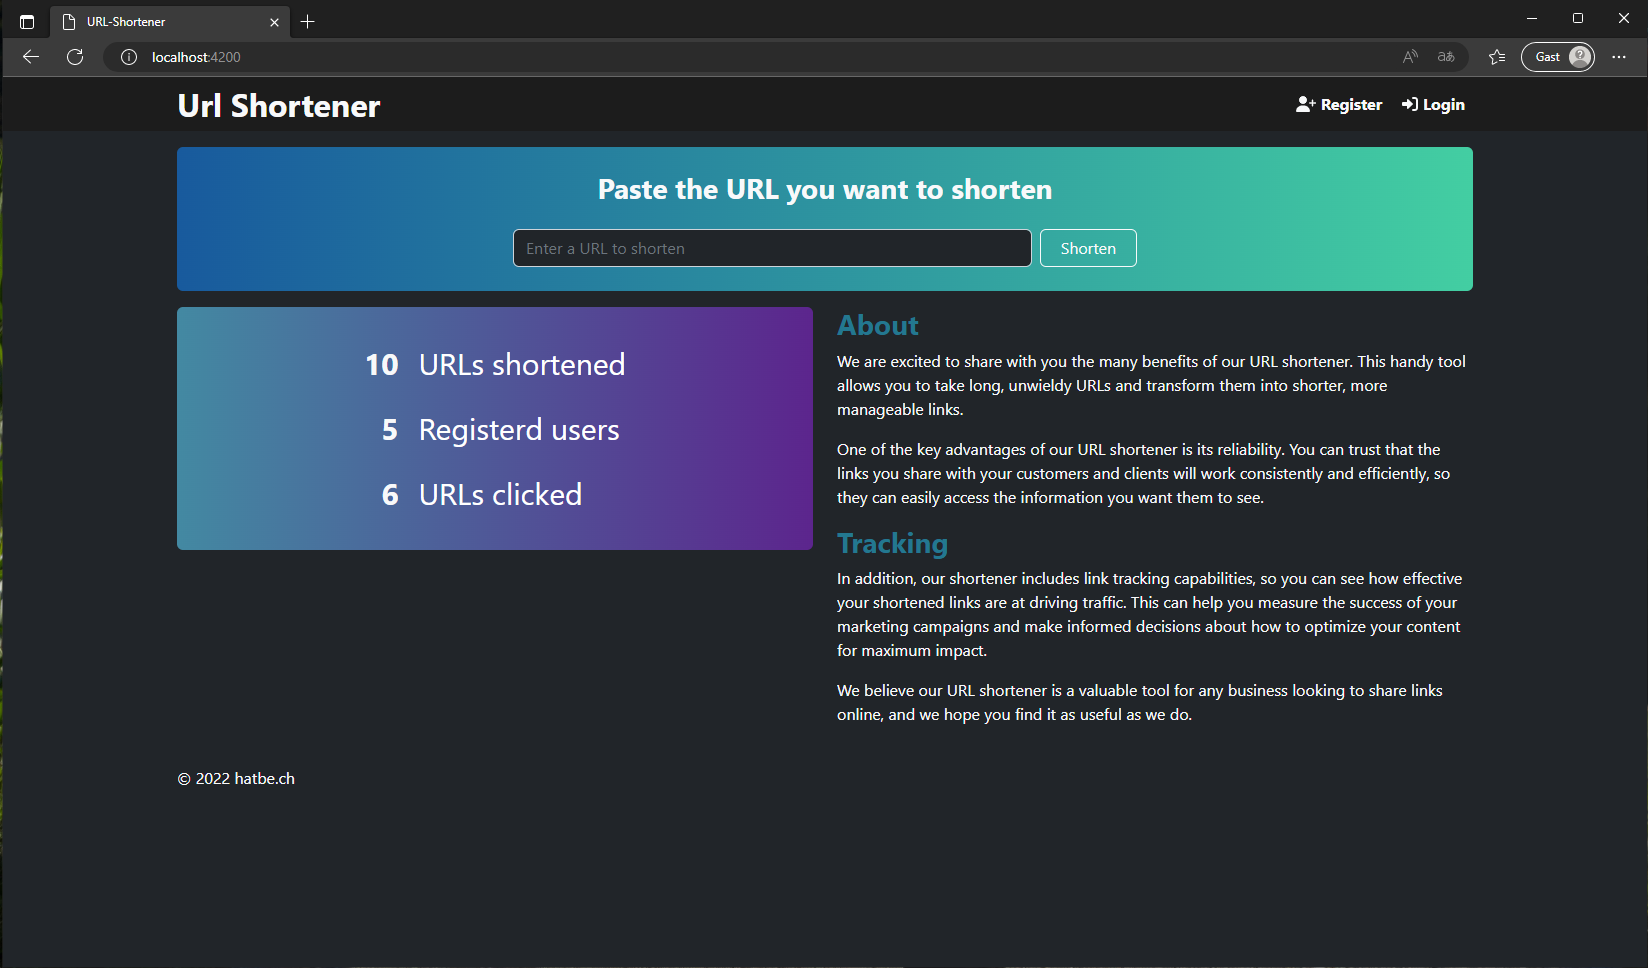 URL-Shortener
localhost:4200
aあ
Gast
Url Shortener
Register
Login
Paste the URL you want to shorten
Enter a URL to shorten
Shorten
10 URLs shortened
5 Registerd users
6 URLs clicked
About
We are excited to share with you the many benefits of our URL shortener. This handy tool
allows you to take long, unwieldy URLs and transform them into shorter, more
manageable links.
One of the key advantages of our URL shortener is its reliability. You can trust that the
links you share with your customers and clients will work consistently and efficiently, so
they can easily access the information you want them to see.
Tracking
In addition, our shortener includes link tracking capabilities, so you can see how effective
your shortened links are at driving traffic. This can help you measure the success of your
marketing campaigns and make informed decisions about how to optimize your content
for maximum impact.
We believe our URL shortener is a valuable tool for any business looking to share links
online, and we hope you find it as useful as we do.
© 2022 hatbe.ch